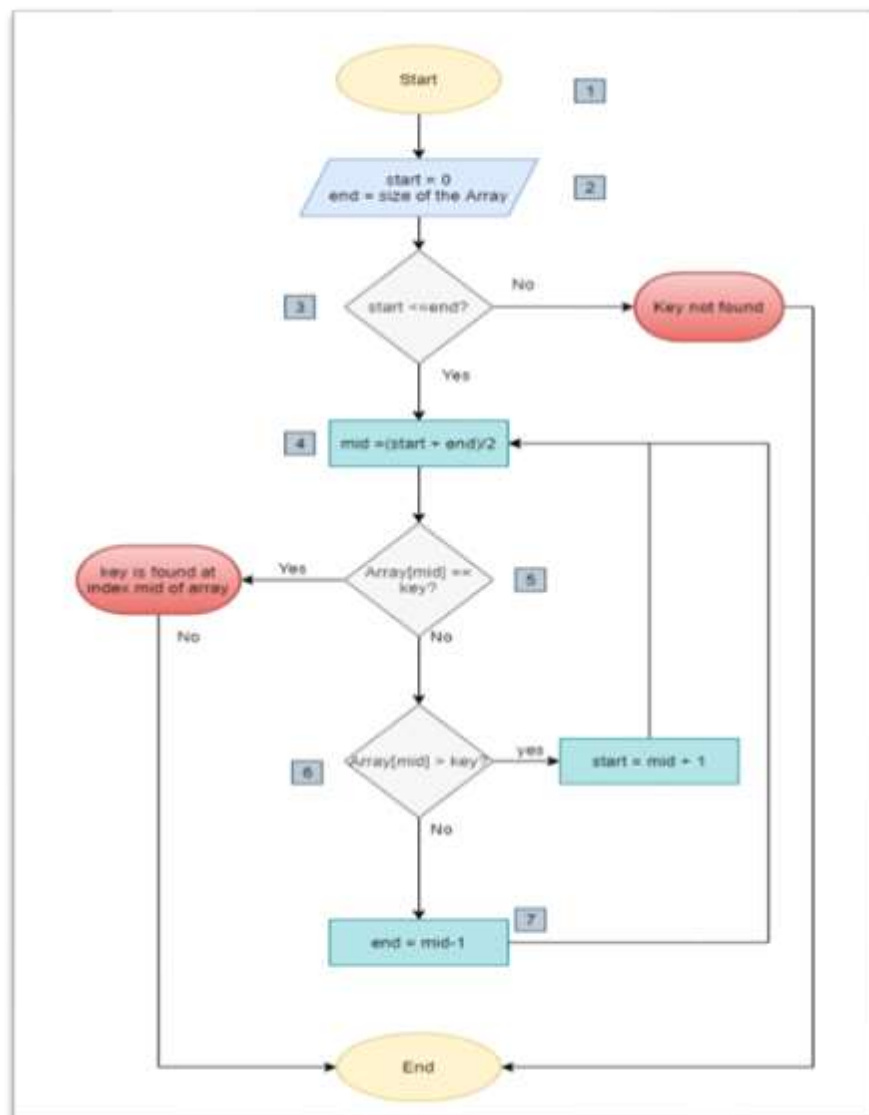 Start
1
start = 0
end = size of the Array
2
3
start <=end?
No
Key not found
Yes
4
mid =(start + end)/2
key is found at
index mid of array
Yes
Array[mid] ==
key?
5
No
No
6
Array[mid] > key?
yes
start = mid + 1
No
7
end = mid-1
End